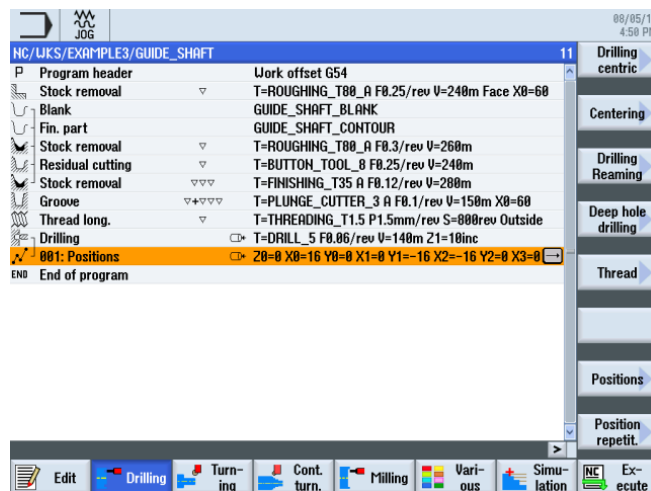 JOG
08/05/1
4:50 P
NC/WKS/EXAMPLE3/GUIDE_SHAFT 11
P Program header Work offset G54
Stock removal ▽ T=ROUGHING_T80_A F0.25/rev V=240m Face X0=60
Blank GUIDE_SHAFT_BLANK
Fin. part GUIDE_SHAFT_CONTOUR
Stock removal ▽ T=ROUGHING_T80_A F0.3/rev V=260m
Residual cutting ▽ T=BUTTON_TOOL_8 F0.25/rev V=240m
Stock removal ▽▽▽ T=FINISHING_T35 A F0.12/rev V=280m
Groove ▽+▽▽▽ T=PLUNGE_CUTTER_3 A F0.1/rev V=150m X0=60
Thread long. ▽ T=THREADING_T1.5 P1.5mm/rev S=800rev Outside
Drilling T=DRILL_5 F0.06/rev V=140m Z1=10inc
001: Positions Z0=0 X0=16 Y0=0 X1=0 Y1=-16 X2=-16 Y2=0 X3=0
END End of program
Drilling
centric
Centering
Drilling
Reaming
Deep hole
drilling
Thread
Positions
Position
repetit.
>
Edit
Drilling
Turn-
ing
Cont.
turn.
Milling
Vari-
ous
Simu-
lation
NC
Ex-
ecute